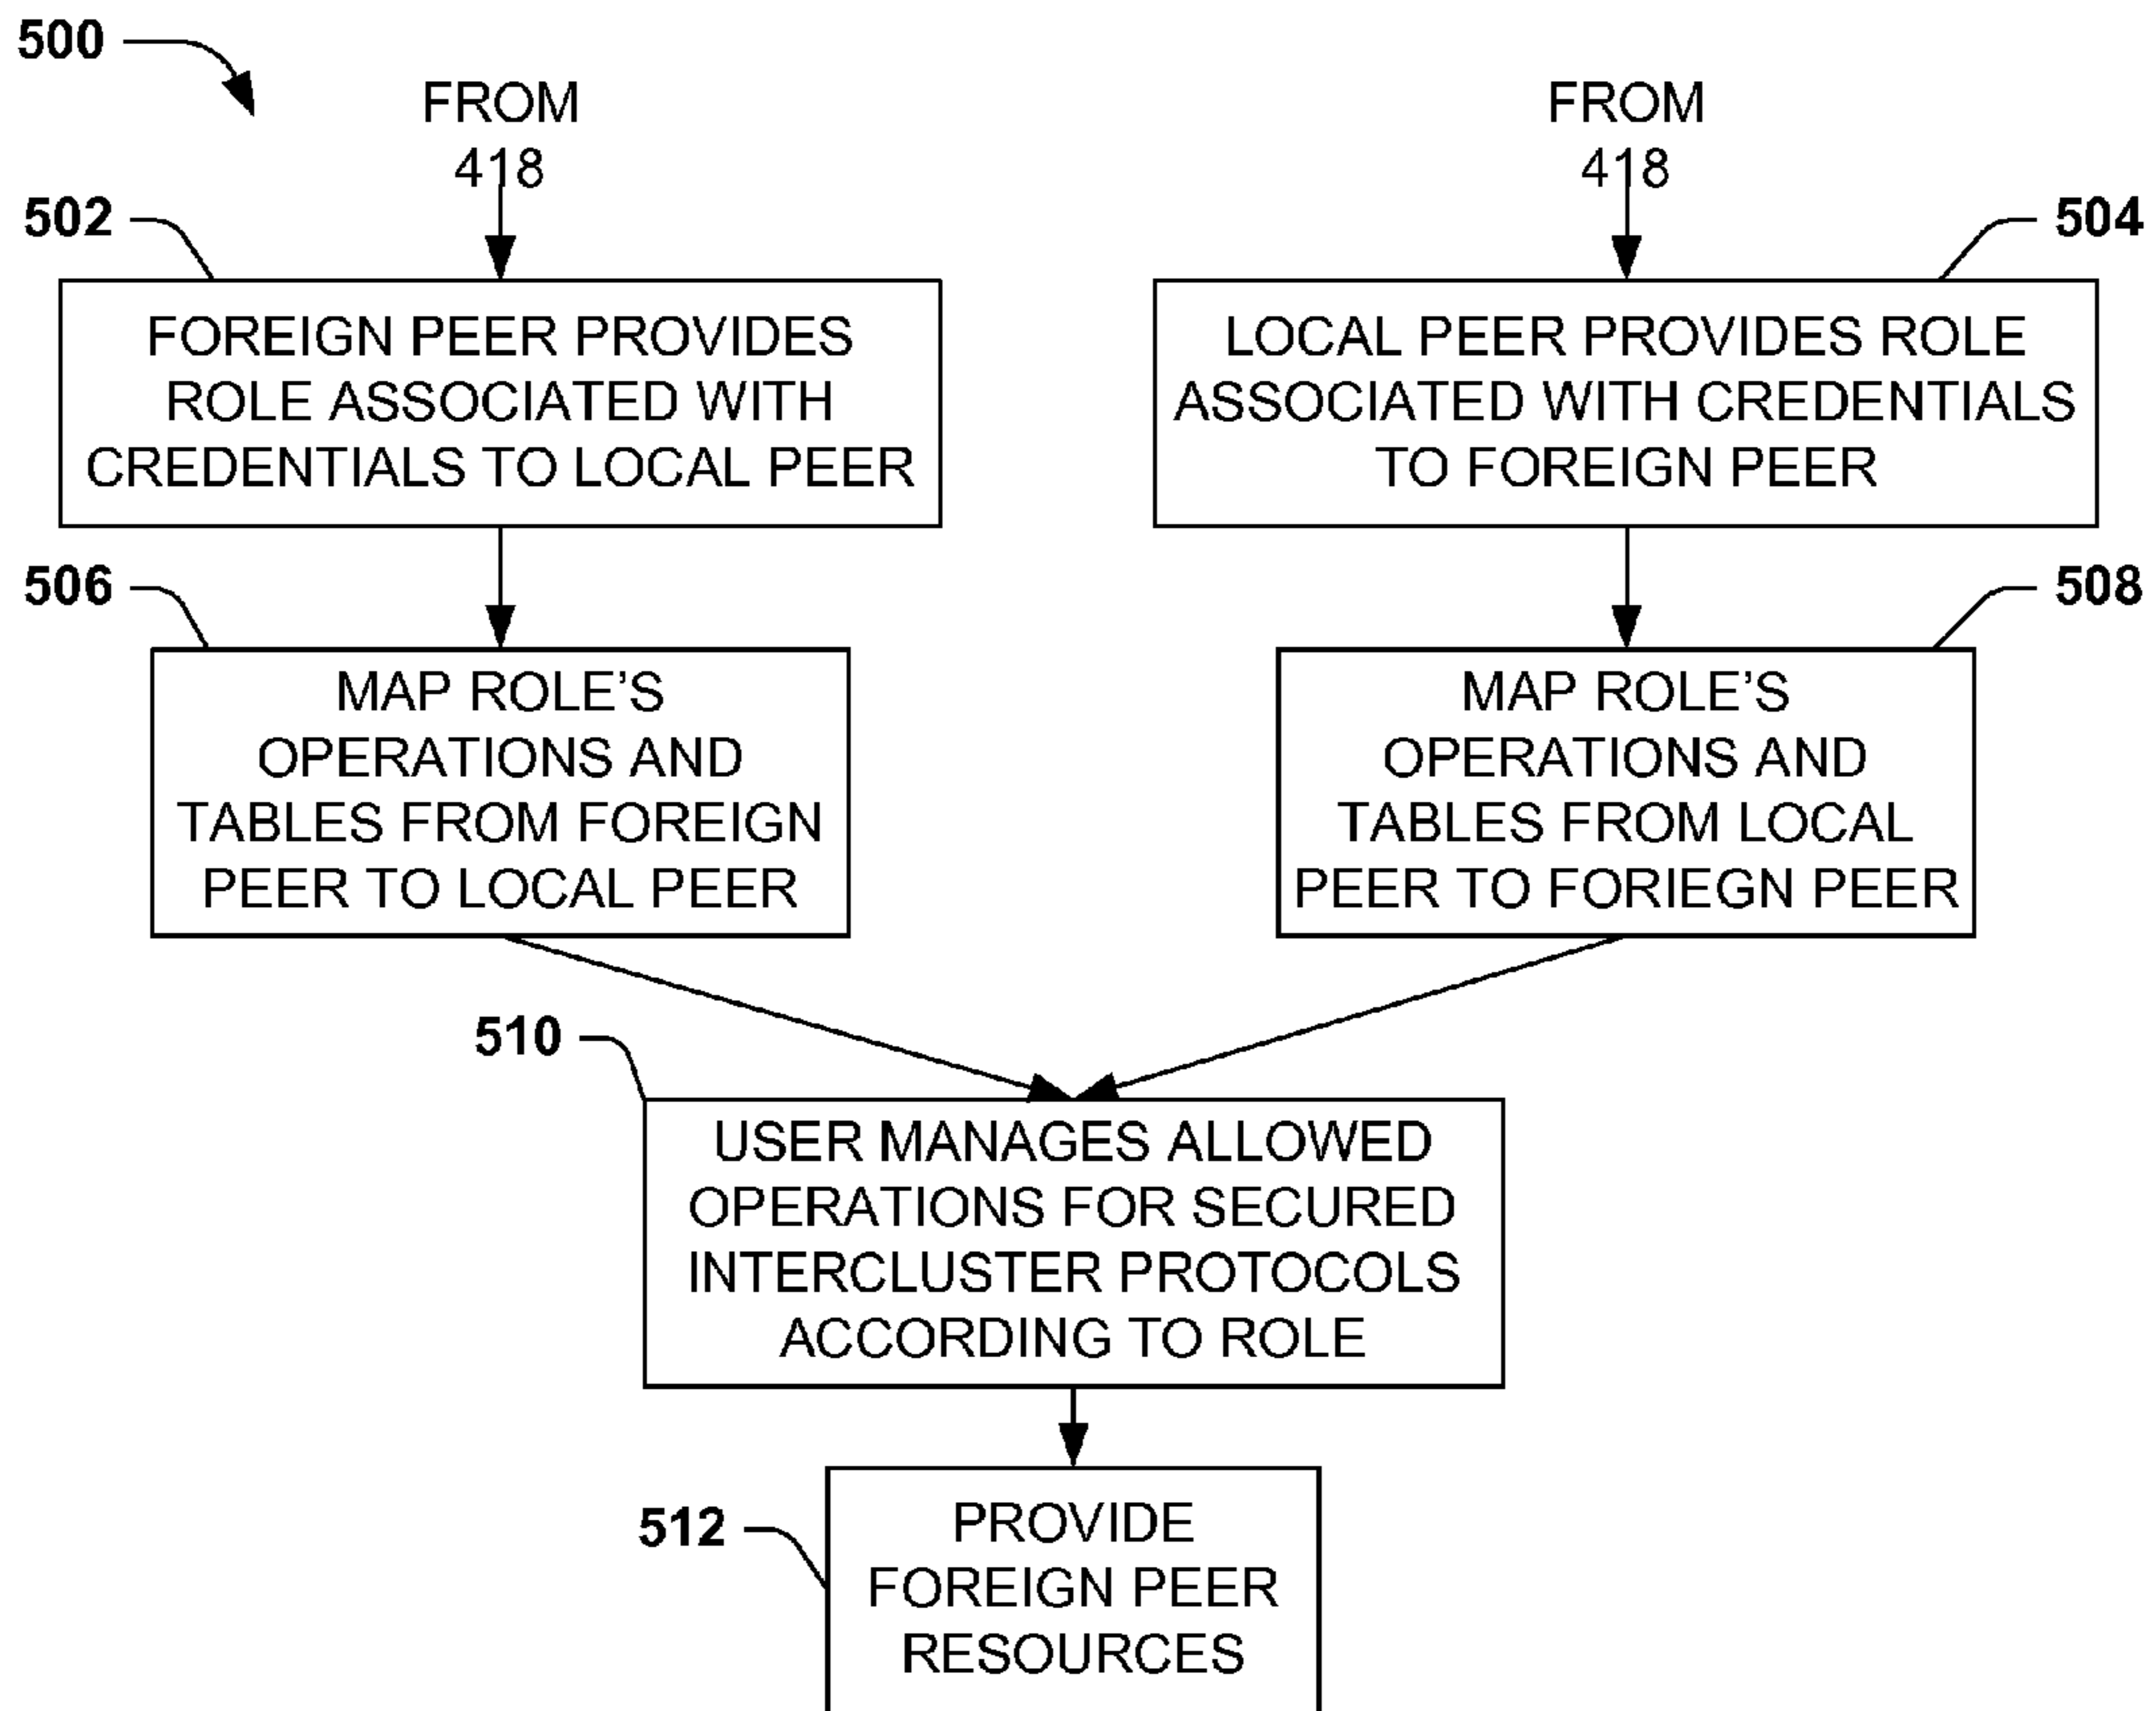 500
FROM
418
FROM
418
502
504
FOREIGN PEER PROVIDES
ROLE ASSOCIATED WITH
CREDENTIALS TO LOCAL PEER
LOCAL PEER PROVIDES ROLE
ASSOCIATED WITH CREDENTIALS
TO FOREIGN PEER
506
508
MAP ROLE’S
OPERATIONS AND
TABLES FROM FOREIGN
PEER TO LOCAL PEER
MAP ROLE’S
OPERATIONS AND
TABLES FROM LOCAL
PEER TO FORIEGN PEER
510
USER MANAGES ALLOWED
OPERATIONS FOR SECURED
INTERCLUSTER PROTOCOLS
ACCORDING TO ROLE
512
PROVIDE
FOREIGN PEER
RESOURCES